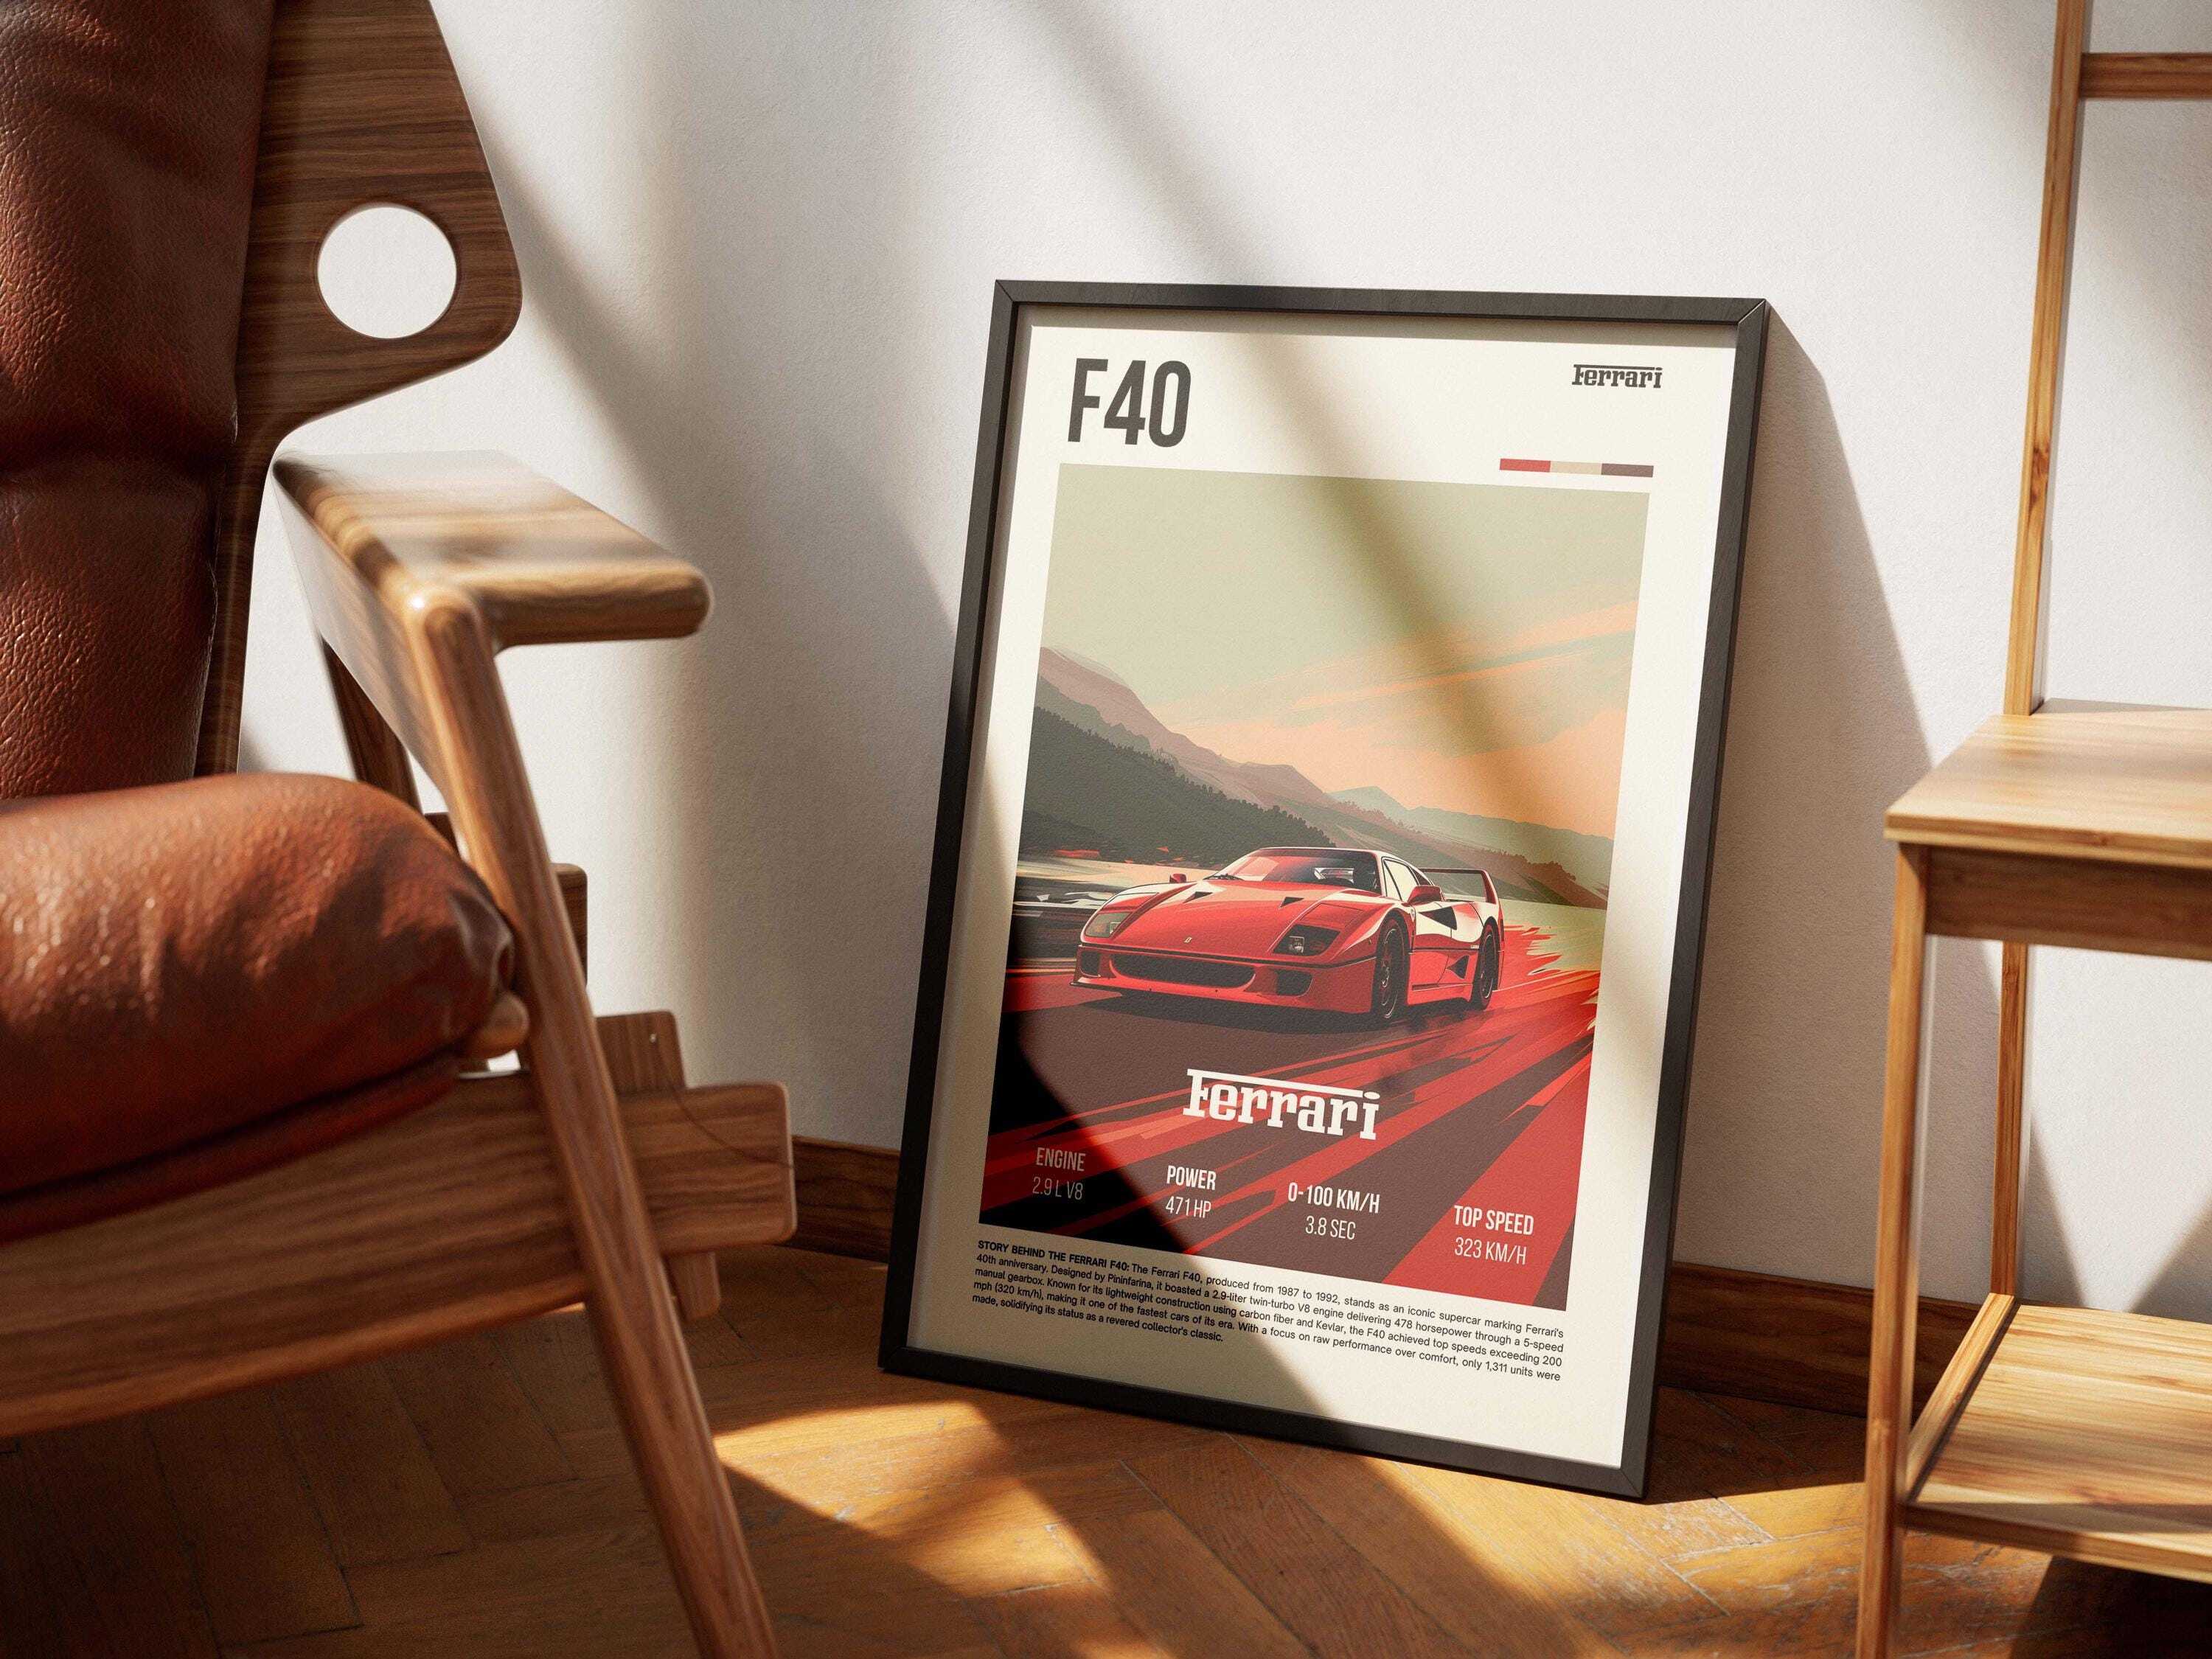 F40
Ferrari
Ferrari
ENGINE
2.9 L V8
POWER
471 HP
0-100 KM/H
3.8 SEC
TOP SPEED
323 KM/H
STORY BEHIND THE FERRARI F40: The Ferrari F40, produced from 1987 to 1992, stands as an iconic supercar marking Ferrari's
40th anniversary. Designed by Pininfarina, it boasted a 2.9-liter twin-turbo V8 engine delivering 478 horsepower through a 5-speed
manual gearbox. Known for its lightweight construction using carbon fiber and Kevlar, the F40 achieved top speeds exceeding 200
mph (320 km/h), making it one of the fastest cars of its era. With a focus on raw performance over comfort, only 1,311 units were
made, solidifying its status as a revered collector's classic.